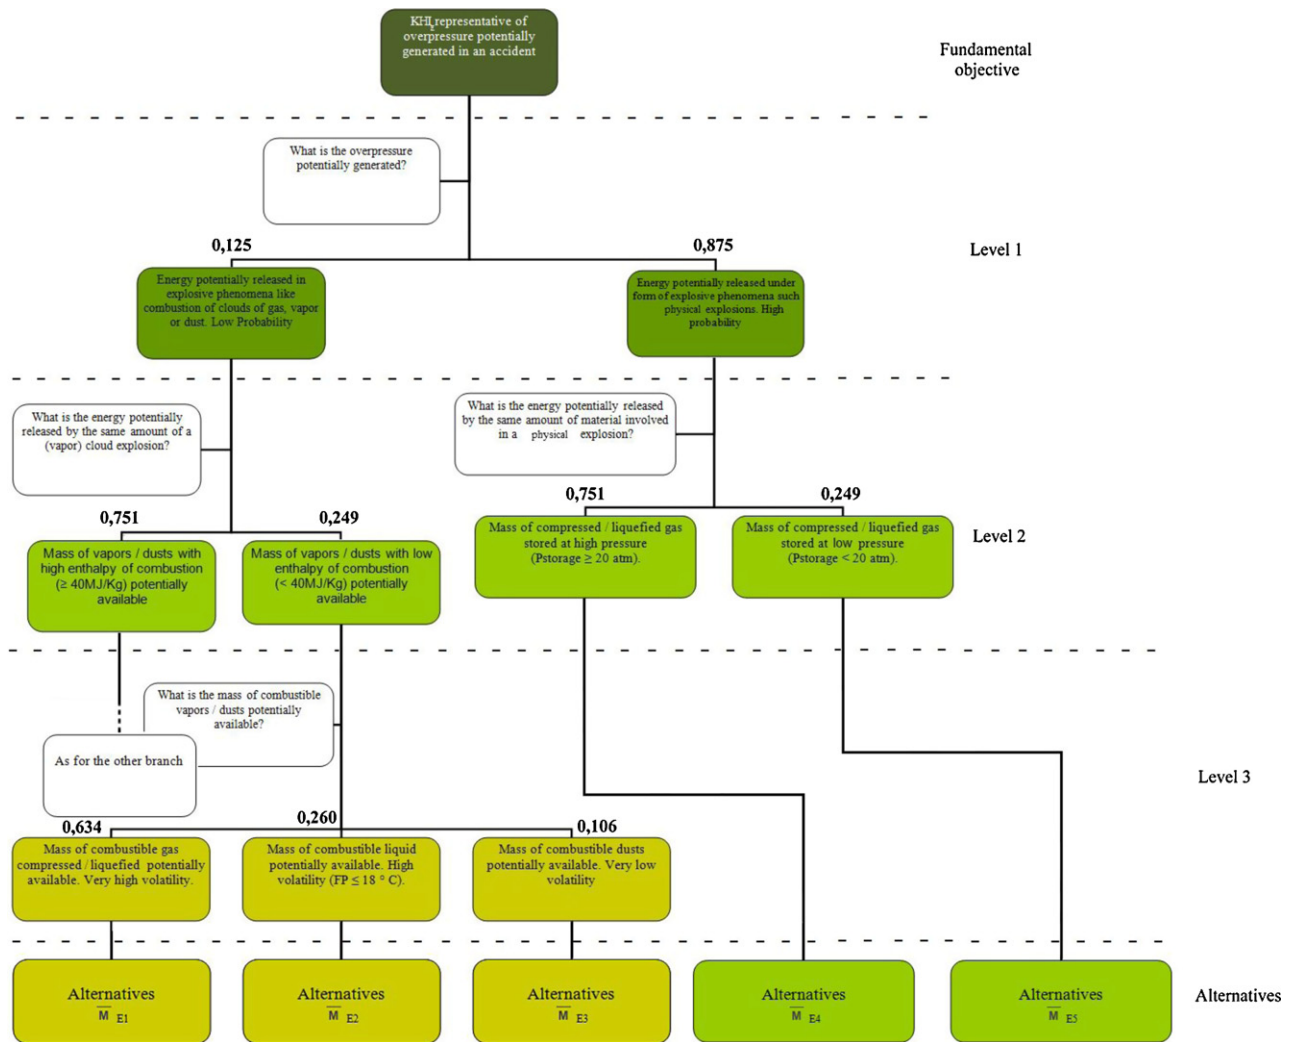 KHI E representative of
overpressure potentially
generated in an accident
Fundamental
objective
What is the overpressure
potentially generated?
0,125
0,875
Level 1
Energy potentially released in
explosive phenomena like
combustion of clouds of gas, vapor
or dust. Low Probability
Energy potentially released under
form of explosive phenomena such
physical explosions. High
probability
What is the energy potentially
released by the same amount of a
(vapor) cloud explosion?
What is the energy potentially released
by the same amount of material involved
in a physical explosion?
0,751
0,249
0,751
0,249
Level 2
Mass of vapors / dusts with
high enthalpy of combustion
(≥ 40MJ/Kg) potentially
available
Mass of vapors / dusts with low
enthalpy of combustion
(< 40MJ/Kg) potentially
available
Mass of compressed / liquefied gas
stored at high pressure
(Pstorage ≥ 20 atm).
Mass of compressed / liquefied gas
stored at low pressure
(Pstorage < 20 atm).
What is the mass of combustible
vapors / dusts potentially
available?
As for the other branch
Level 3
0,634
0,260
0,106
Mass of combustible gas
compressed / liquefied potentially
available. Very high volatility.
Mass of combustible liquid
potentially available. High
volatility (FP ≤ 18 ° C).
Mass of combustible dusts
potentially available. Very low
volatility
Alternatives
M̅ E1
Alternatives
M̅ E2
Alternatives
M̅ E3
Alternatives
M̅ E4
Alternatives
M̅ E5
Alternatives